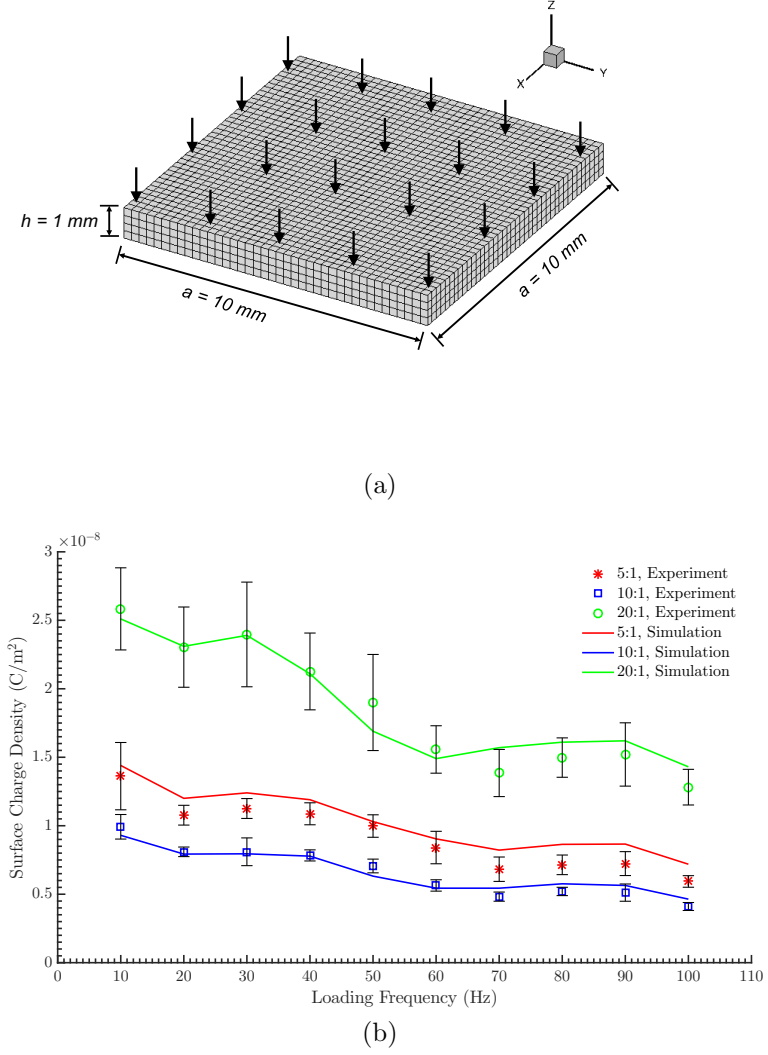 Z
X
Y
h = 1 mm
a = 10 mm
a = 10 mm
(a)
×10⁻⁸
3
2.5
2
1.5
1
0.5
0
Surface Charge Density (C/m²)
5:1, Experiment
10:1, Experiment
20:1, Experiment
5:1, Simulation
10:1, Simulation
20:1, Simulation
0 10 20 30 40 50 60 70 80 90 100 110
Loading Frequency (Hz)
(b)